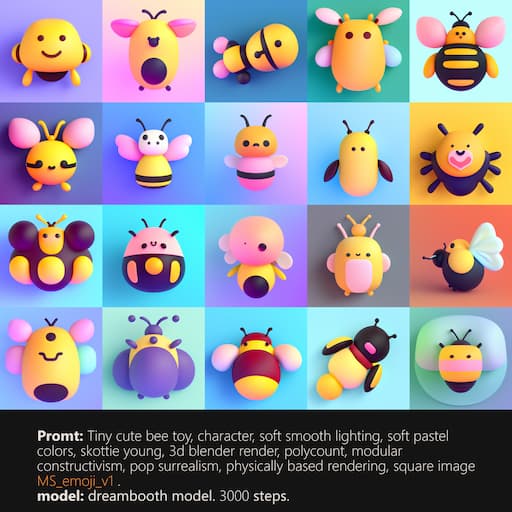 Promt: Tiny cute bee toy, character, soft smooth lighting, soft pastel
colors, skottie young, 3d blender render, polycount, modular
constructivism, pop surrealism, physically based rendering, square image
MS_emoji_v1 .
model: dreambooth model. 3000 steps.